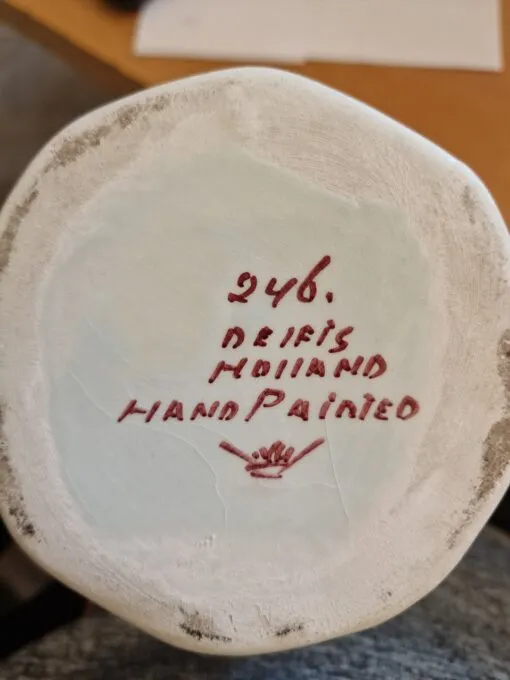 246.
DElFTS
HOllAND
HAND PAiNTED